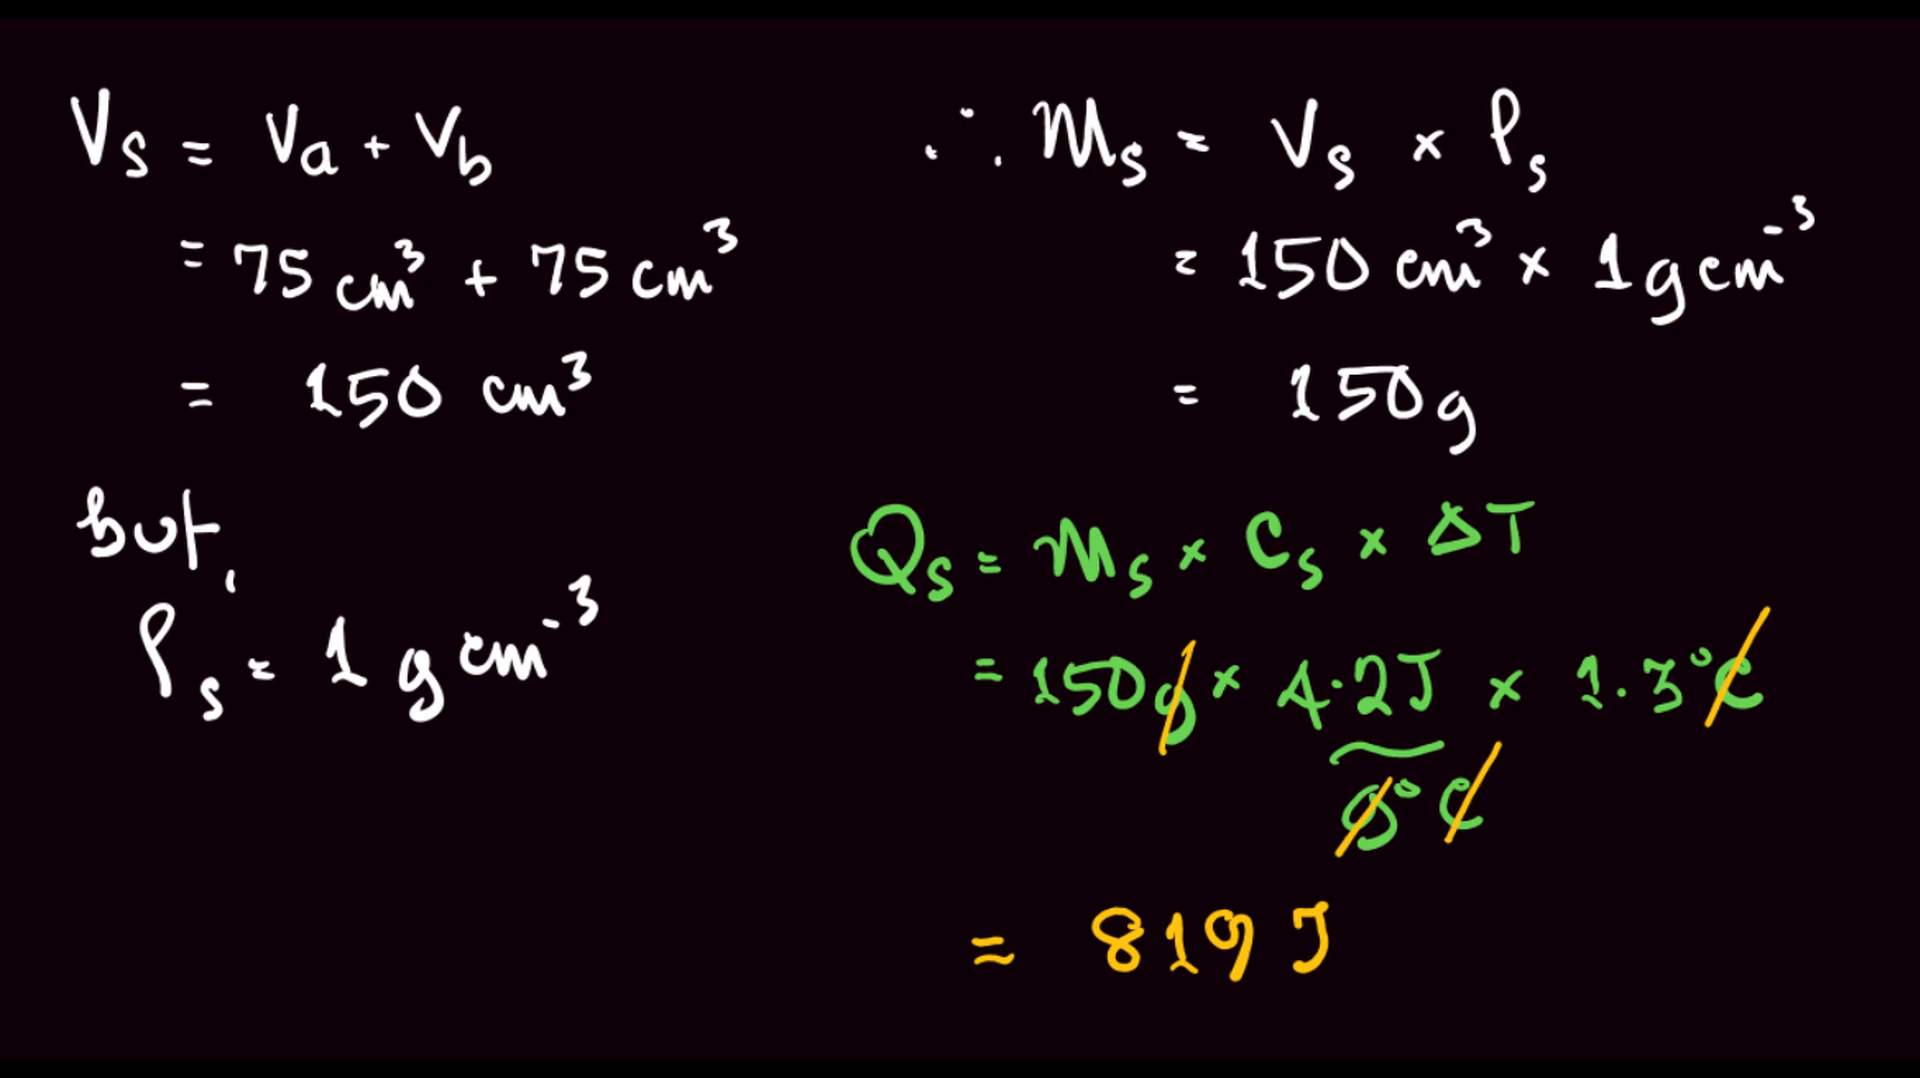 Vs = Va + Vb
= 75 cm³ + 75 cm³
= 150 cm³
but,
ρs = 1 g cm⁻³
∴ Ms = Vs × ρs
= 150 cm³ × 1 g cm⁻³
= 150 g
Qs = Ms × Cs × ΔT
= 150 g × 4.2 J × 1.3 °C
g °C
= 819 J